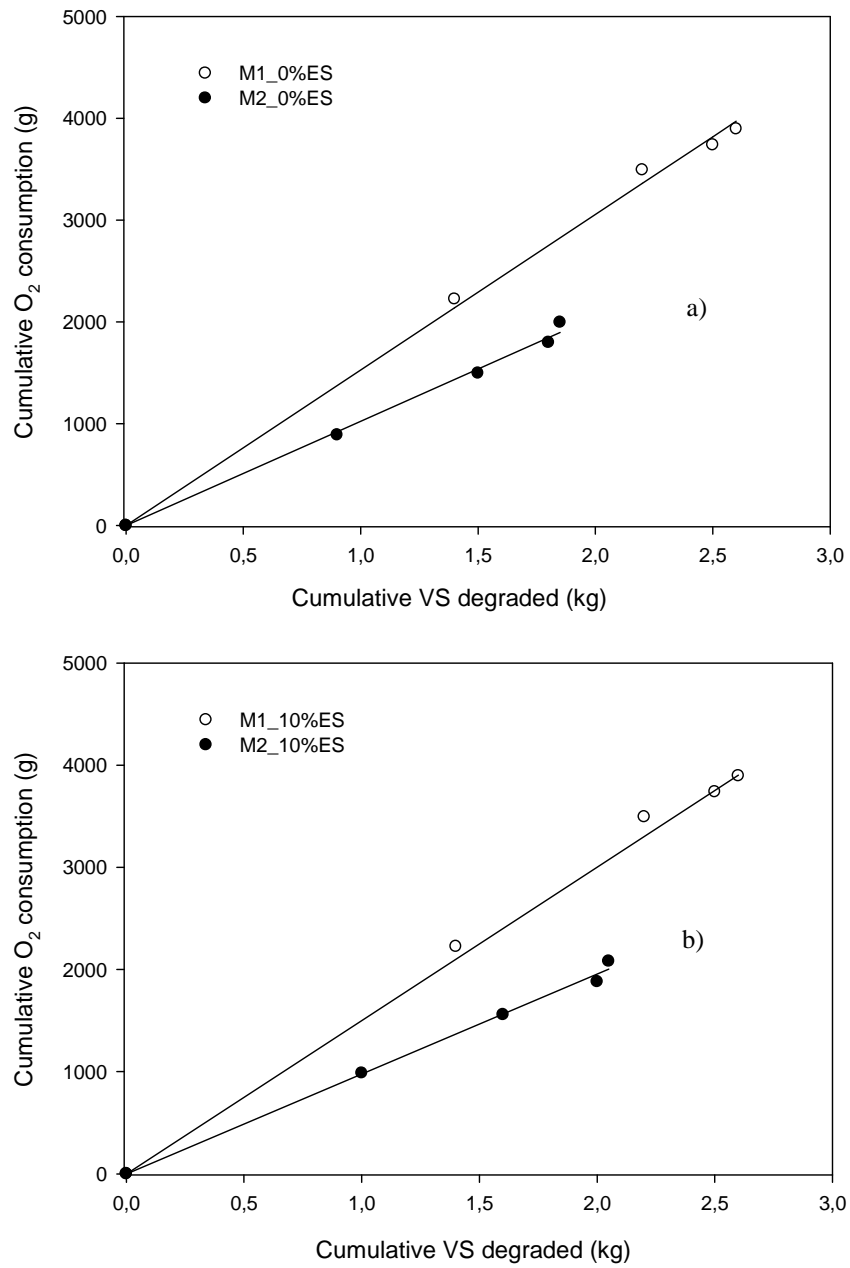 5000
4000
3000
2000
1000
0
Cumulative O₂ consumption (g)
M1_0%ES
M2_0%ES
a)
0,0 0,5 1,0 1,5 2,0 2,5 3,0
Cumulative VS degraded (kg)
5000
4000
3000
2000
1000
0
Cumulative O₂ consumption (g)
M1_10%ES
M2_10%ES
b)
0,0 0,5 1,0 1,5 2,0 2,5 3,0
Cumulative VS degraded (kg)